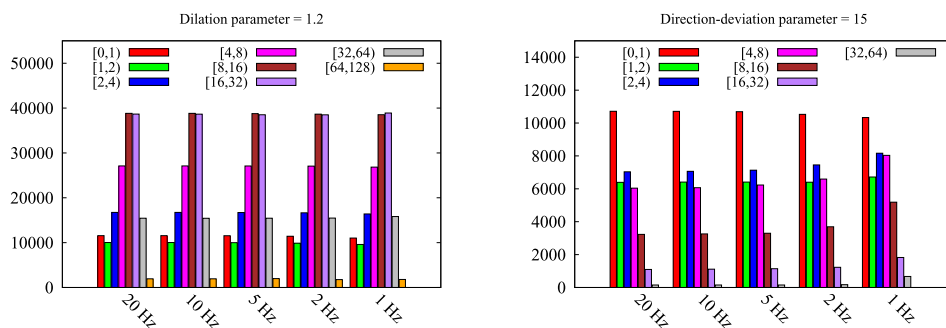 Dilation parameter = 1.2
50000
40000
30000
20000
10000
0
[0,1)
[1,2)
[2,4)
[4,8)
[8,16)
[16,32)
[32,64)
[64,128)
20 Hz
10 Hz
5 Hz
2 Hz
1 Hz
Direction-deviation parameter = 15
14000
12000
10000
8000
6000
4000
2000
0
[0,1)
[1,2)
[2,4)
[4,8)
[8,16)
[16,32)
[32,64)
20 Hz
10 Hz
5 Hz
2 Hz
1 Hz